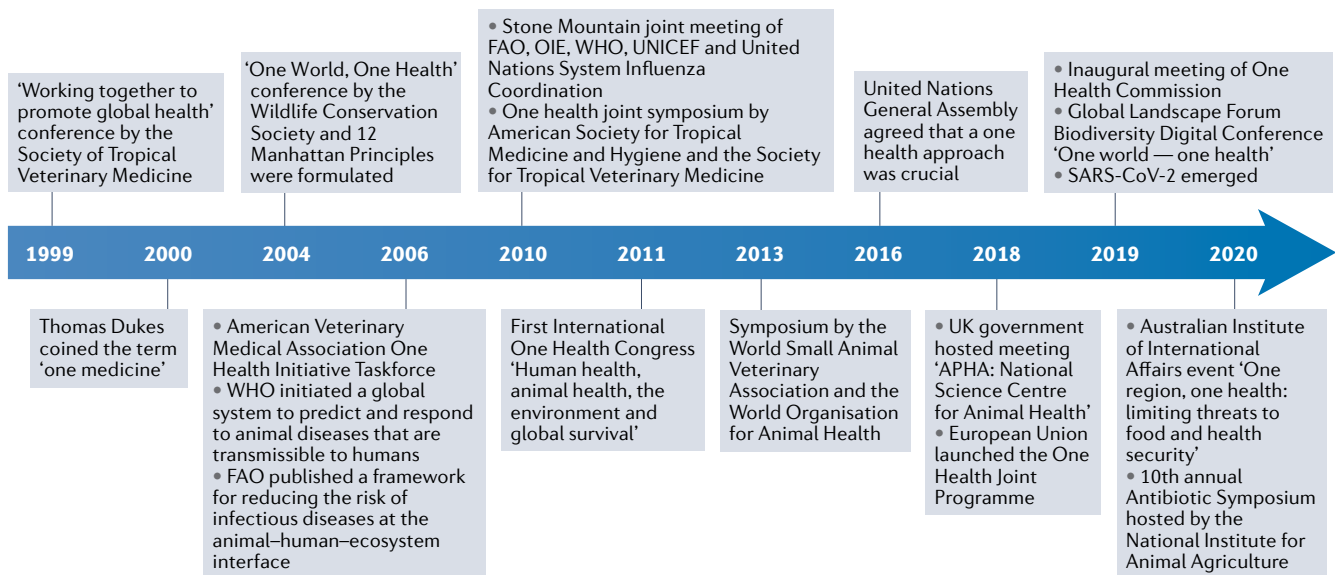 ‘Working together to
promote global health’
conference by the
Society of Tropical
Veterinary Medicine
‘One World, One Health’
conference by the
Wildlife Conservation
Society and 12
Manhattan Principles
were formulated
• Stone Mountain joint meeting of
FAO, OIE, WHO, UNICEF and United
Nations System Influenza
Coordination
• One health joint symposium by
American Society for Tropical
Medicine and Hygiene and the Society
for Tropical Veterinary Medicine
United Nations
General Assembly
agreed that a one
health approach
was crucial
• Inaugural meeting of One
Health Commission
• Global Landscape Forum
Biodiversity Digital Conference
‘One world — one health’
• SARS-CoV-2 emerged
1999 2000 2004 2006 2010 2011 2013 2016 2018 2019 2020
Thomas Dukes
coined the term
‘one medicine’
• American Veterinary
Medical Association One
Health Initiative Taskforce
• WHO initiated a global
system to predict and respond
to animal diseases that are
transmissible to humans
• FAO published a framework
for reducing the risk of
infectious diseases at the
animal–human–ecosystem
interface
First International
One Health Congress
‘Human health,
animal health, the
environment and
global survival’
Symposium by the
World Small Animal
Veterinary
Association and the
World Organisation
for Animal Health
• UK government
hosted meeting
‘APHA: National
Science Centre
for Animal Health’
• European Union
launched the One
Health Joint
Programme
• Australian Institute
of International
Affairs event ‘One
region, one health:
limiting threats to
food and health
security’
• 10th annual
Antibiotic Symposium
hosted by the
National Institute for
Animal Agriculture